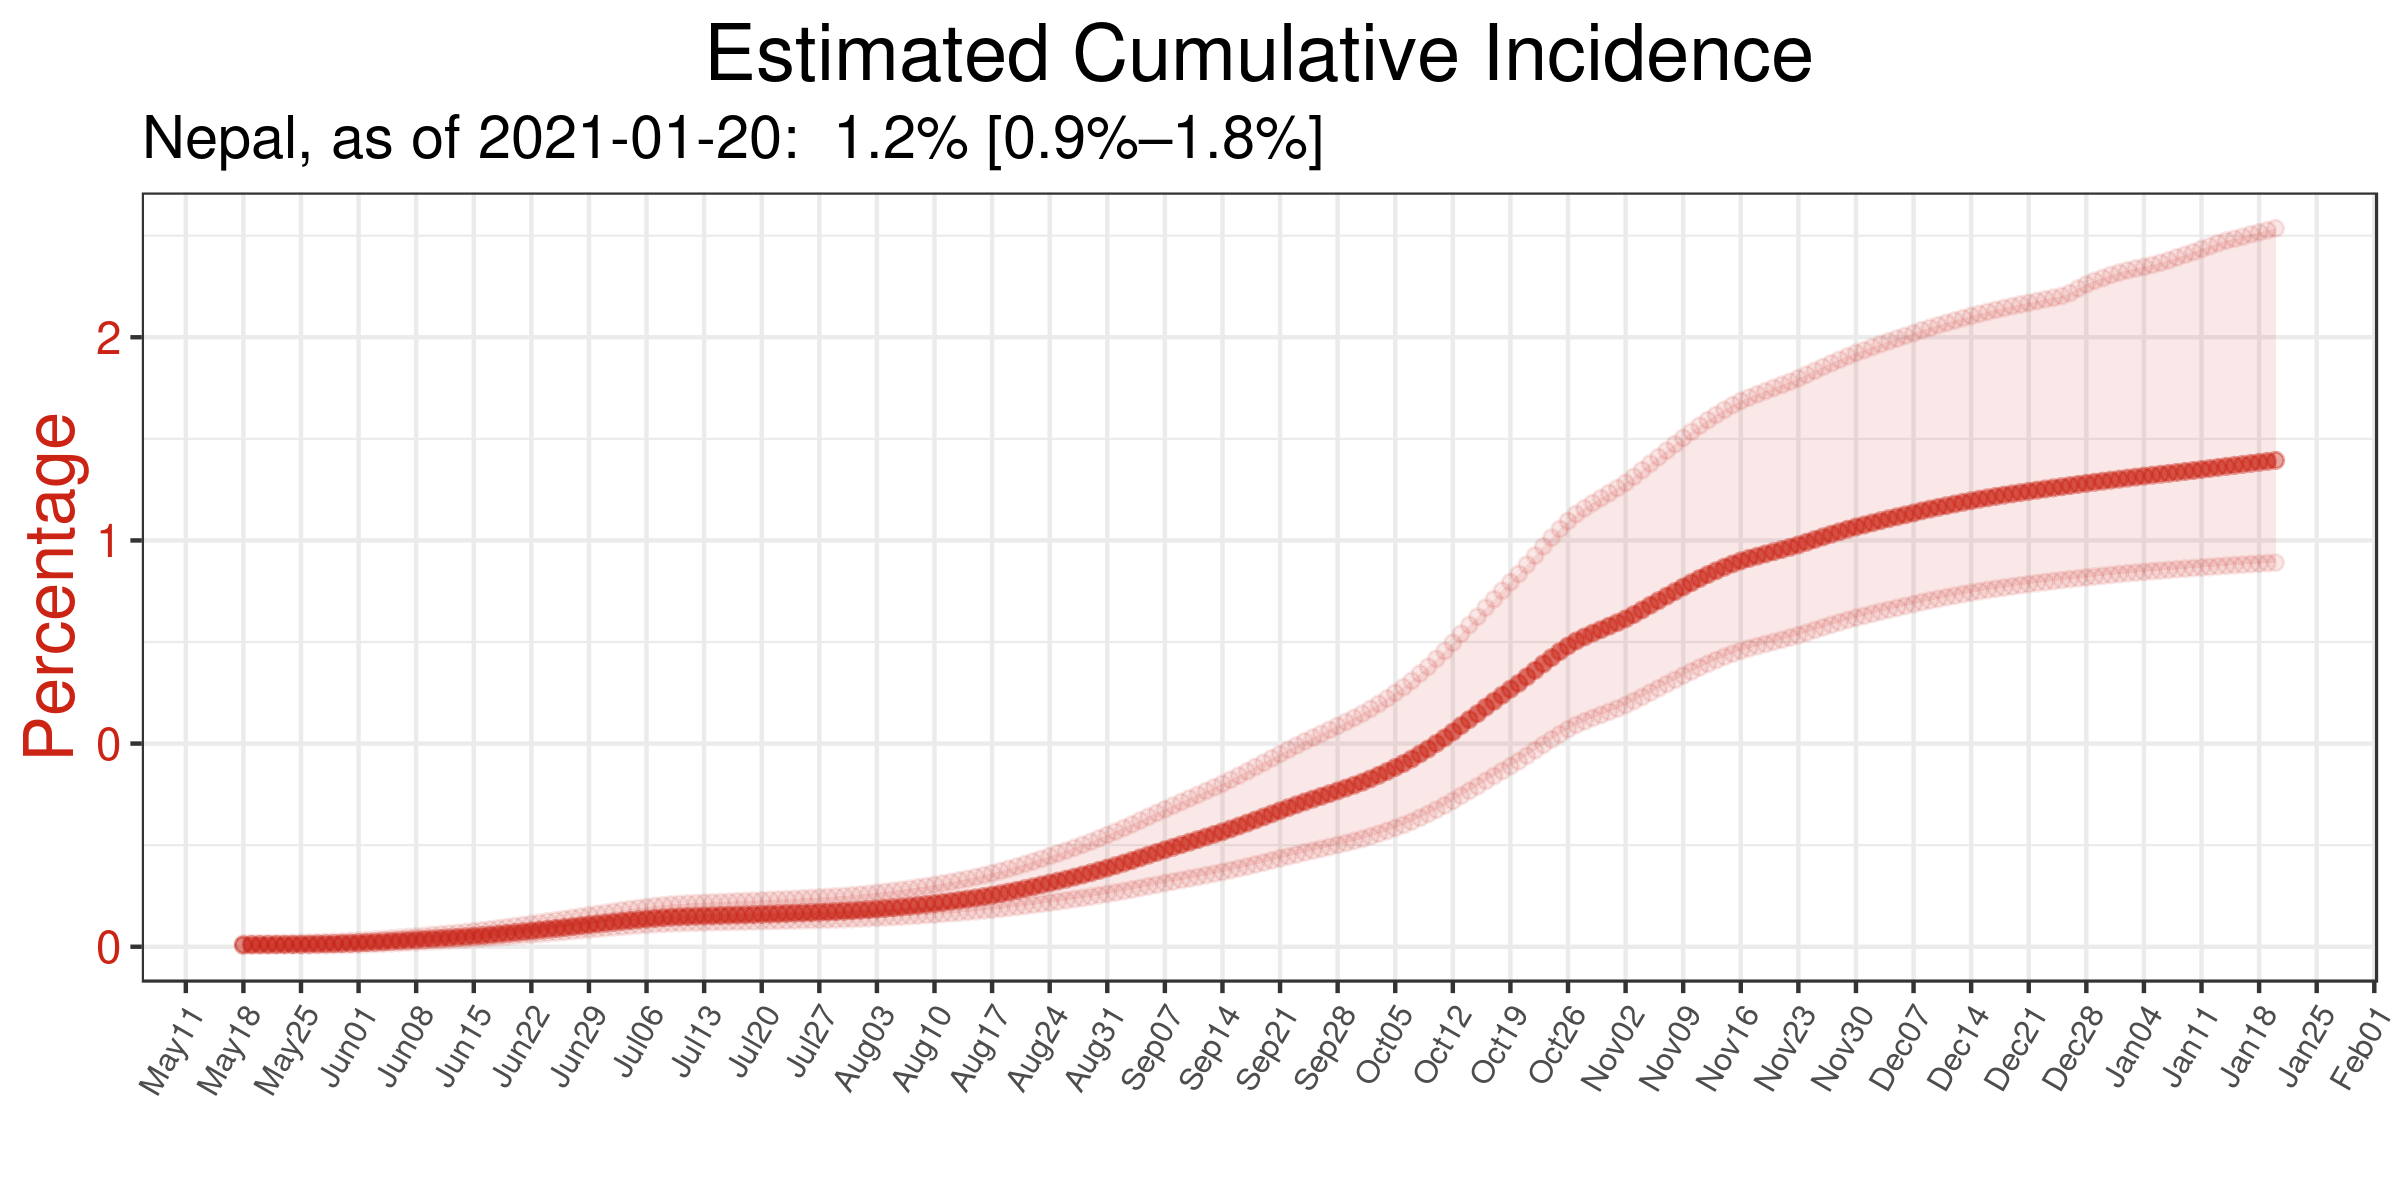 Estimated Cumulative Incidence
Nepal, as of 2021-01-20:  1.2% [0.9%–1.8%]
Percentage
2
1
0
0
May11
May18
May25
Jun01
Jun08
Jun15
Jun22
Jun29
Jul06
Jul13
Jul20
Jul27
Aug03
Aug10
Aug17
Aug24
Aug31
Sep07
Sep14
Sep21
Sep28
Oct05
Oct12
Oct19
Oct26
Nov02
Nov09
Nov16
Nov23
Nov30
Dec07
Dec14
Dec21
Dec28
Jan04
Jan11
Jan18
Jan25
Feb01